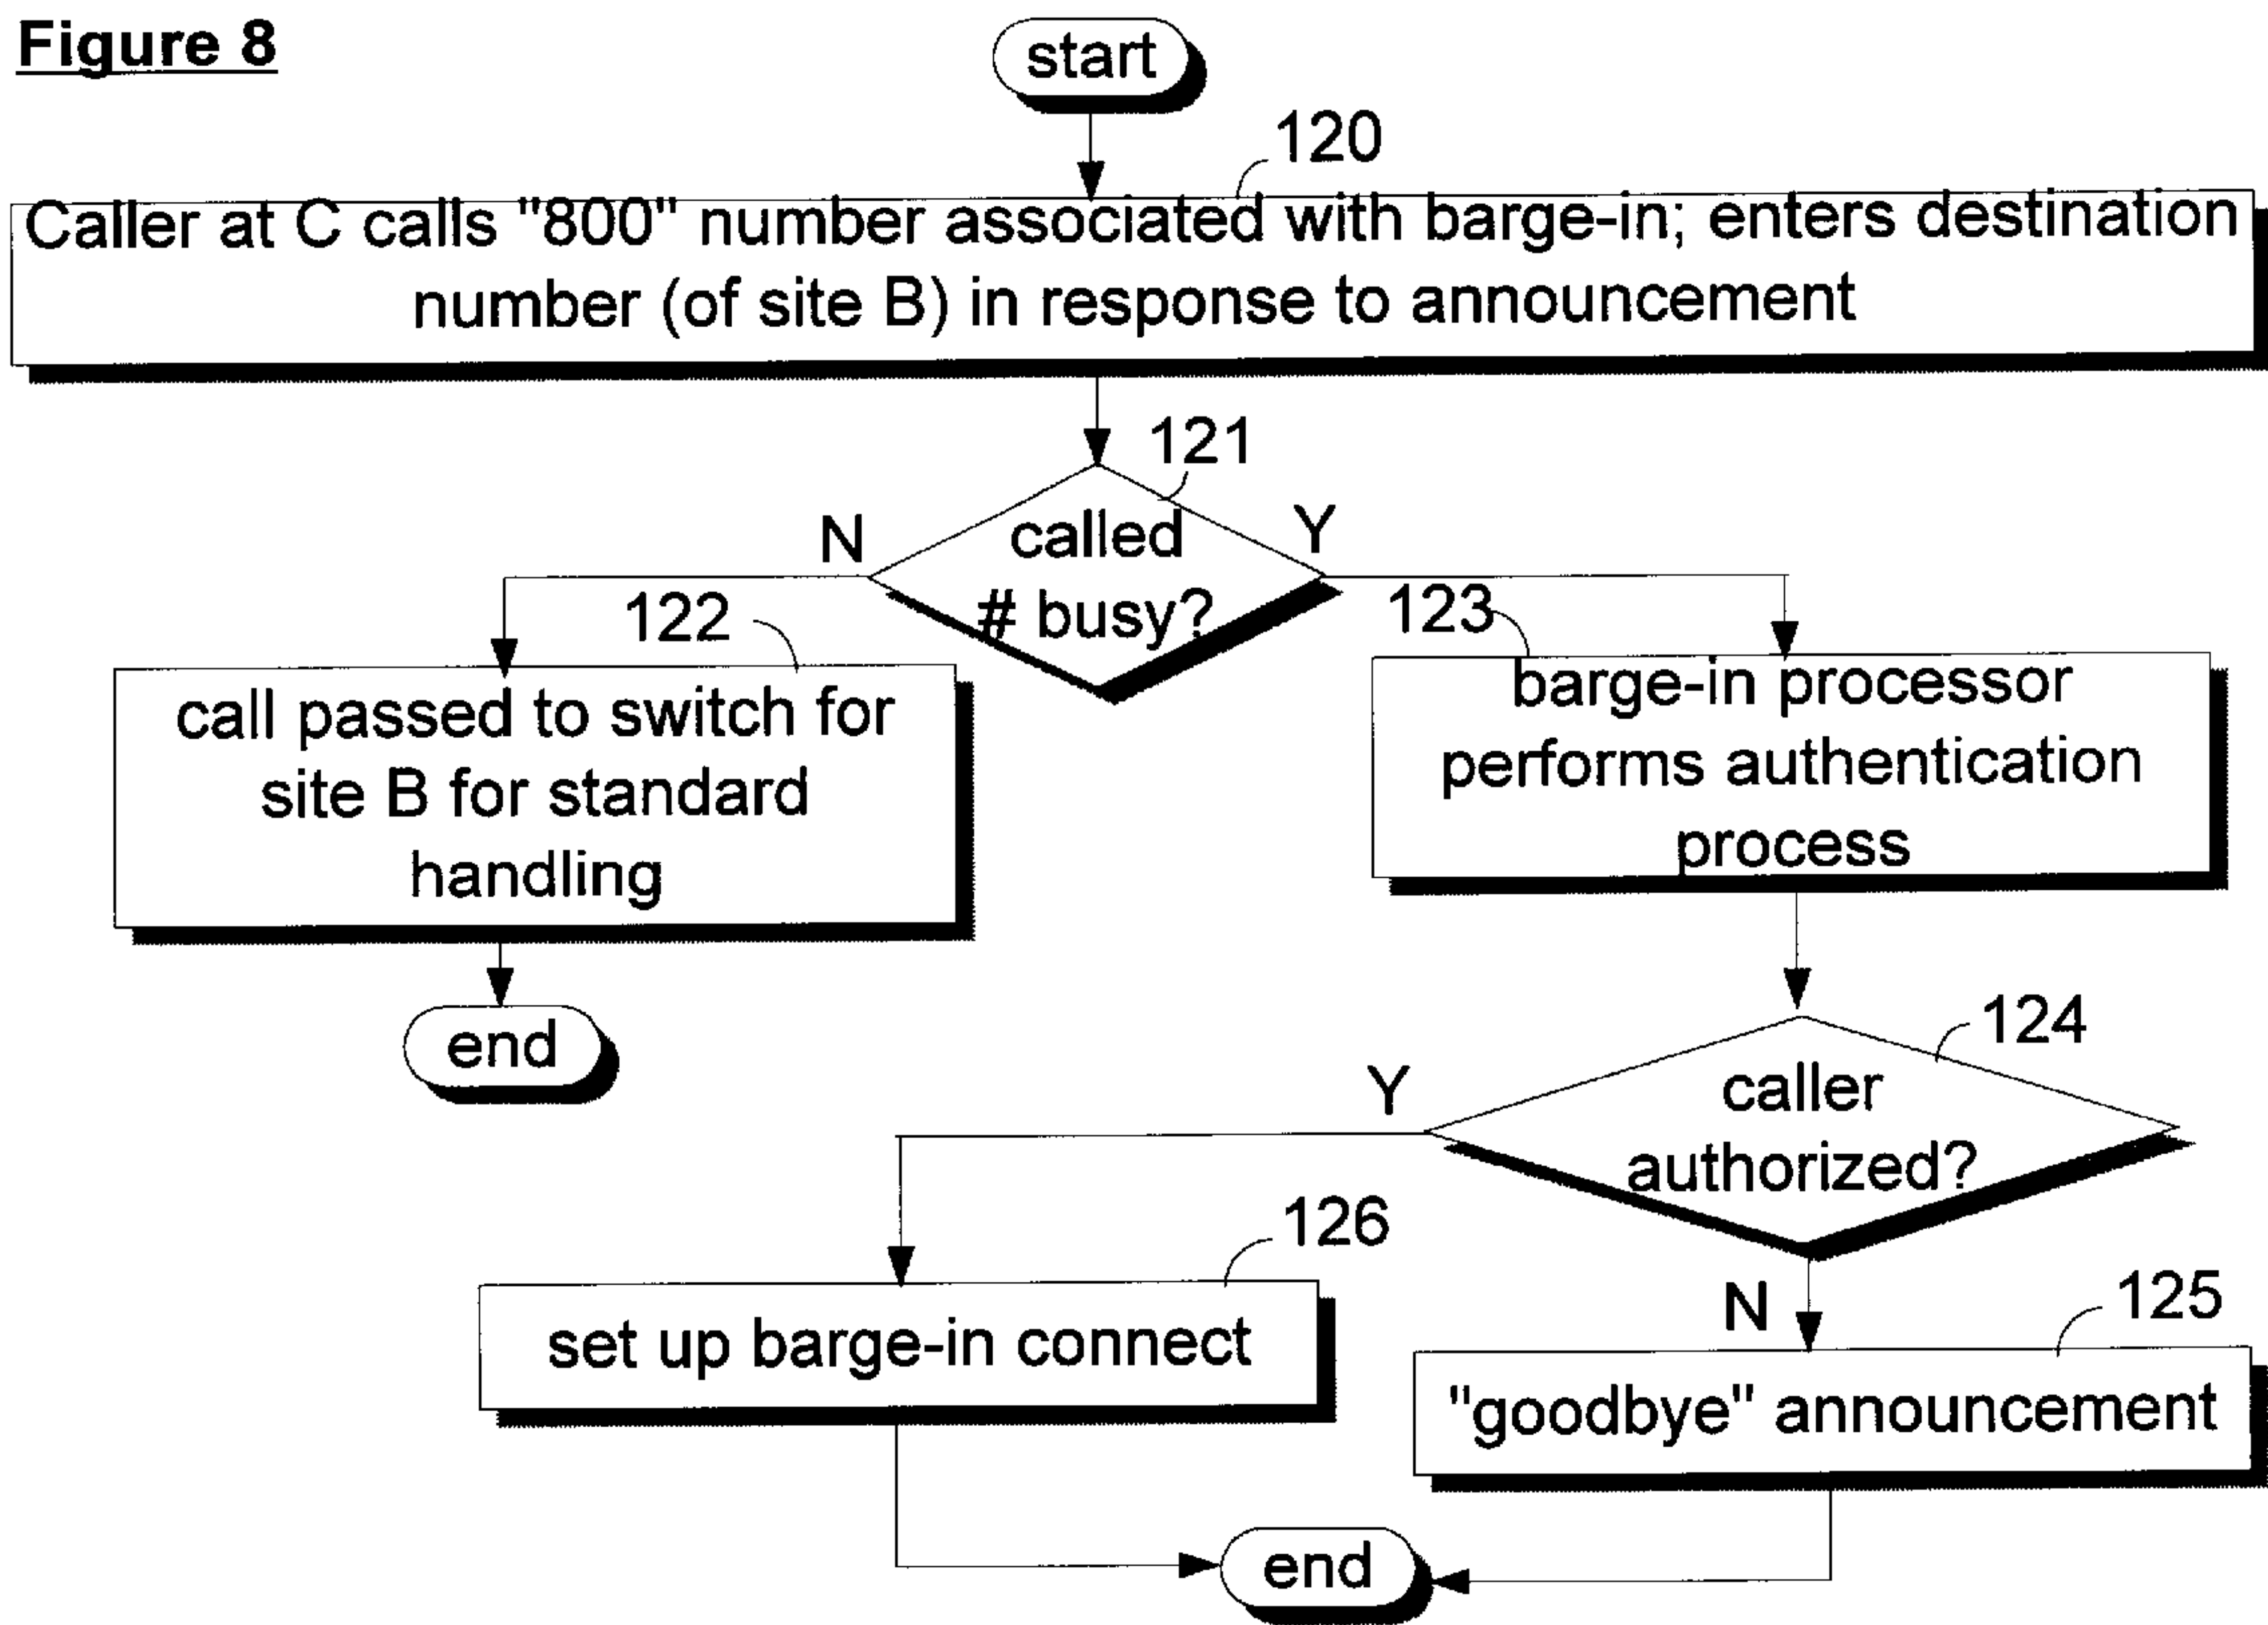 Figure 8
start
120
Caller at C calls "800" number associated with barge-in; enters destination
number (of site B) in response to announcement
121
N
called
# busy?
Y
122
call passed to switch for
site B for standard
handling
end
123
barge-in processor
performs authentication
process
124
caller
authorized?
Y
126
set up barge-in connect
N
125
"goodbye" announcement
end